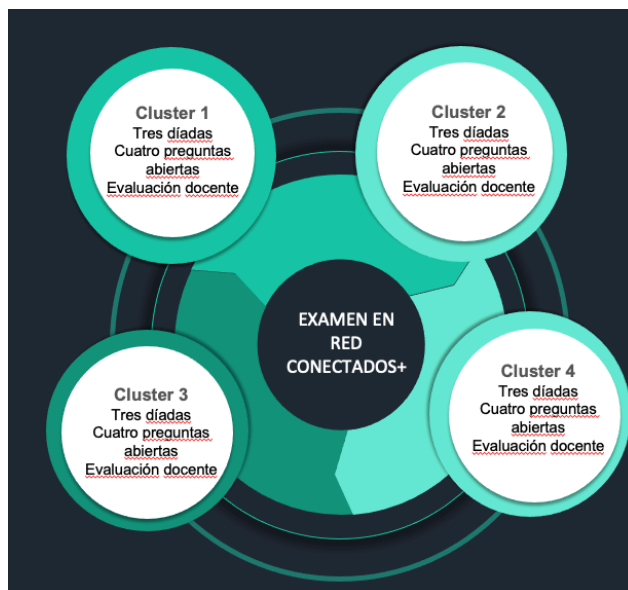 Cluster 1
Tres díadas
Cuatro preguntas
abiertas
Evaluación docente
Cluster 2
Tres díadas
Cuatro preguntas
abiertas
Evaluación docente
EXAMEN EN
RED
CONECTADOS+
Cluster 3
Tres díadas
Cuatro preguntas
abiertas
Evaluación docente
Cluster 4
Tres díadas
Cuatro preguntas
abiertas
Evaluación docente